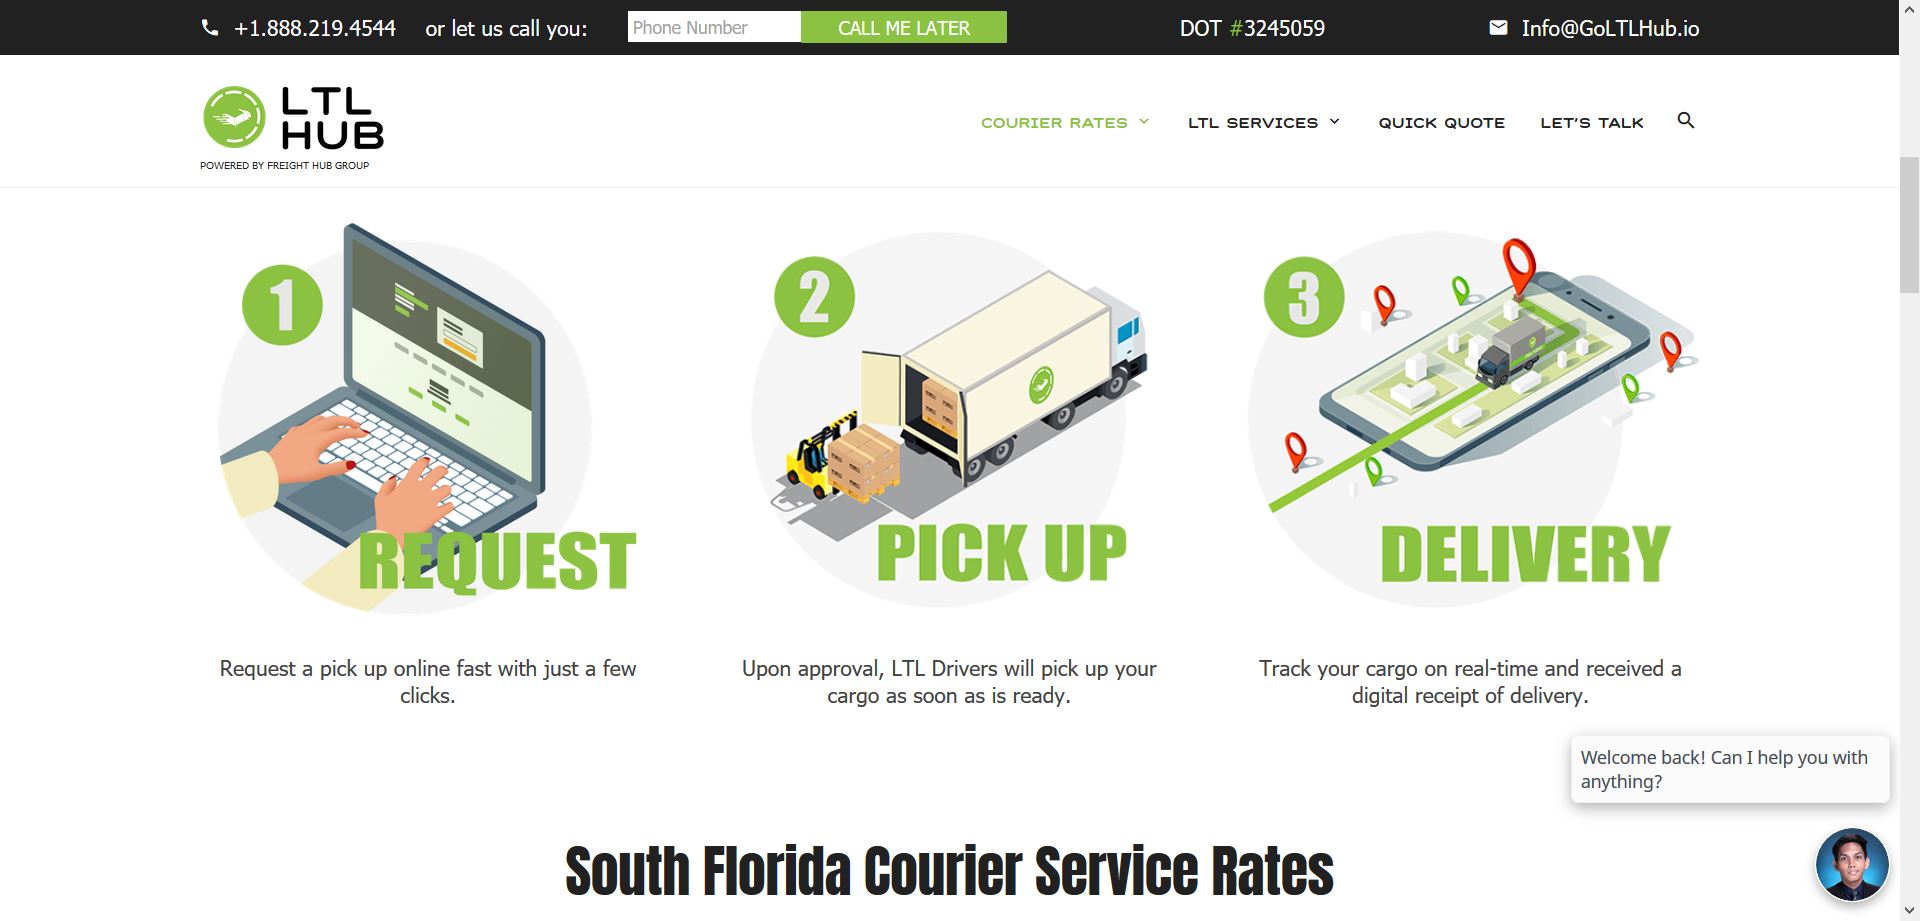 +1.888.219.4544
or let us call you:
Phone Number
CALL ME LATER
DOT #3245059
Info@GoLTLHub.io
LTL
HUB
POWERED BY FREIGHT HUB GROUP
COURIER RATES
LTL SERVICES
QUICK QUOTE
LET'S TALK
1
REQUEST
Request a pick up online fast with just a few
clicks.
2
PICK UP
Upon approval, LTL Drivers will pick up your
cargo as soon as is ready.
3
DELIVERY
Track your cargo on real-time and received a
digital receipt of delivery.
Welcome back! Can I help you with
anything?
South Florida Courier Service Rates